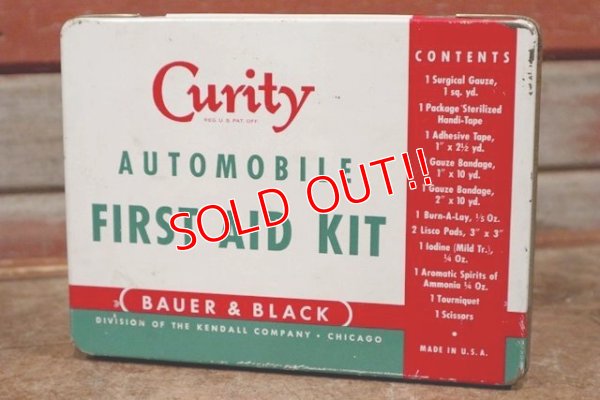 Curity
REG. U.S. PAT. OFF.
AUTOMOBILE
FIRST AID KIT
SOLD OUT!!
BAUER & BLACK
DIVISION OF THE KENDALL COMPANY • CHICAGO
CONTENTS
1 Surgical Gauze,
1 sq. yd.
1 Package Sterilized
Handi-Tape
1 Adhesive Tape,
1" x 2½ yd.
Gauze Bandage,
1" x 10 yd.
Gauze Bandage,
2" x 10 yd.
1 Burn-A-Lay, ⅓ Oz.
2 Lisco Pads, 3" x 3"
1 Iodine (Mild Tr.),
¼ Oz.
1 Aromatic Spirits of
Ammonia ¼ Oz.
1 Tourniquet
1 Scissors
MADE IN U.S.A.